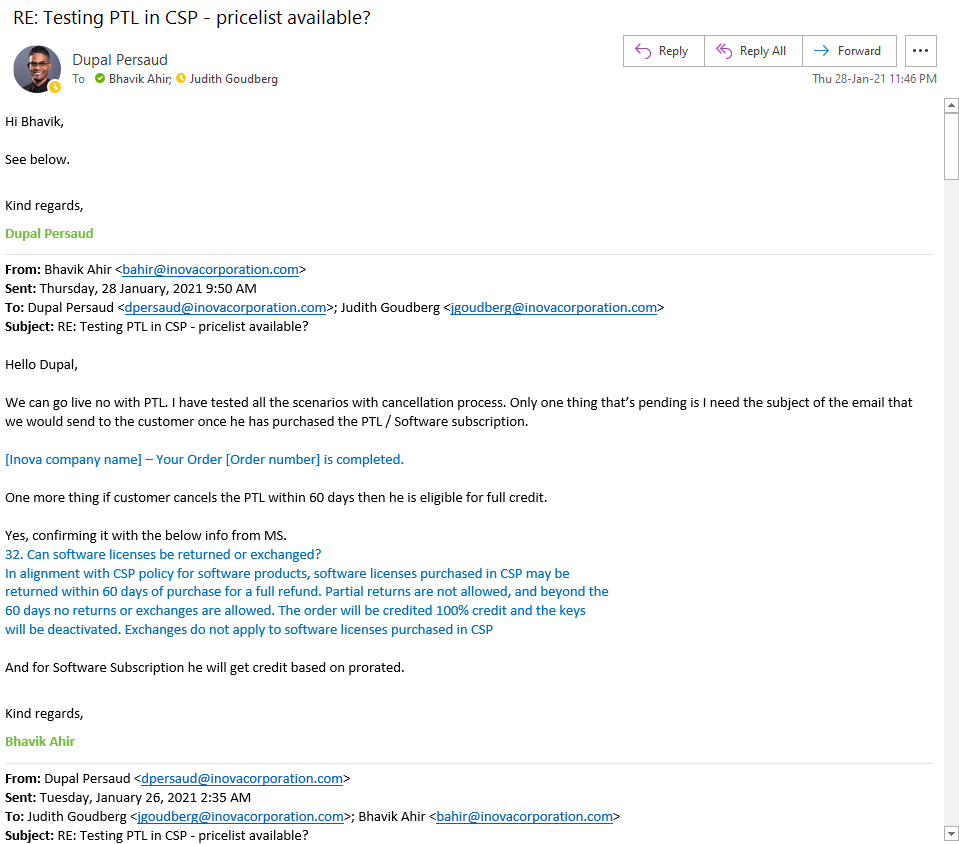 RE: Testing PTL in CSP - pricelist available?
Dupal Persaud
To Bhavik Ahir; Judith Goudberg
Reply
Reply All
Forward
Thu 28-Jan-21 11:46 PM
Hi Bhavik,
See below.
Kind regards,
Dupal Persaud
From: Bhavik Ahir <bahir@inovacorporation.com>
Sent: Thursday, 28 January, 2021 9:50 AM
To: Dupal Persaud <dpersaud@inovacorporation.com>; Judith Goudberg <jgoudberg@inovacorporation.com>
Subject: RE: Testing PTL in CSP - pricelist available?
Hello Dupal,
We can go live no with PTL. I have tested all the scenarios with cancellation process. Only one thing that’s pending is I need the subject of the email that
we would send to the customer once he has purchased the PTL / Software subscription.
[Inova company name] – Your Order [Order number] is completed.
One more thing if customer cancels the PTL within 60 days then he is eligible for full credit.
Yes, confirming it with the below info from MS.
32. Can software licenses be returned or exchanged?
In alignment with CSP policy for software products, software licenses purchased in CSP may be
returned within 60 days of purchase for a full refund. Partial returns are not allowed, and beyond the
60 days no returns or exchanges are allowed. The order will be credited 100% credit and the keys
will be deactivated. Exchanges do not apply to software licenses purchased in CSP
And for Software Subscription he will get credit based on prorated.
Kind regards,
Bhavik Ahir
From: Dupal Persaud <dpersaud@inovacorporation.com>
Sent: Tuesday, January 26, 2021 2:35 AM
To: Judith Goudberg <jgoudberg@inovacorporation.com>; Bhavik Ahir <bahir@inovacorporation.com>
Subject: RE: Testing PTL in CSP - pricelist available?